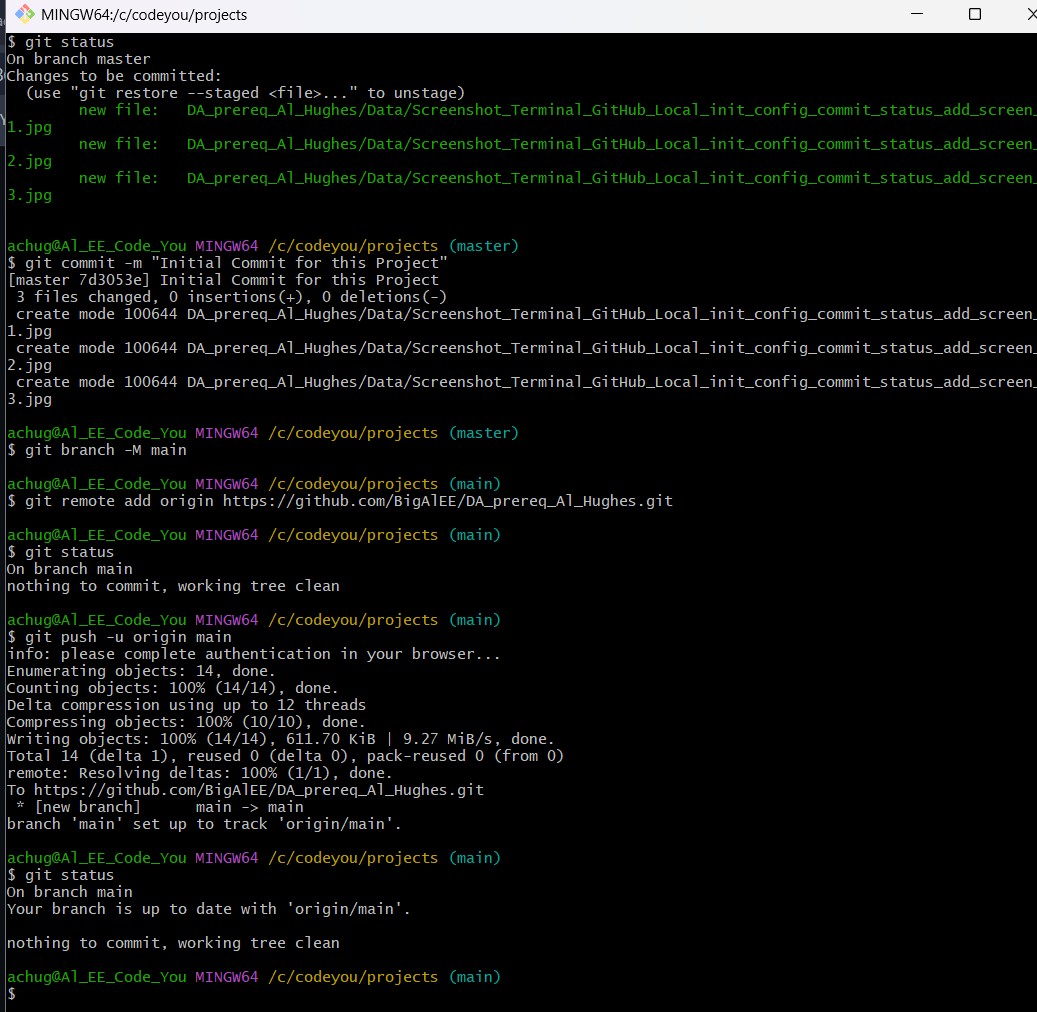 MINGW64:/c/codeyou/projects
$ git status
On branch master
Changes to be committed:
  (use "git restore --staged <file>..." to unstage)
        new file:   DA_prereq_Al_Hughes/Data/Screenshot_Terminal_GitHub_Local_init_config_commit_status_add_screen_
1.jpg
        new file:   DA_prereq_Al_Hughes/Data/Screenshot_Terminal_GitHub_Local_init_config_commit_status_add_screen_
2.jpg
        new file:   DA_prereq_Al_Hughes/Data/Screenshot_Terminal_GitHub_Local_init_config_commit_status_add_screen_
3.jpg
achug@Al_EE_Code_You MINGW64 /c/codeyou/projects (master)
$ git commit -m "Initial Commit for this Project"
[master 7d3053e] Initial Commit for this Project
 3 files changed, 0 insertions(+), 0 deletions(-)
 create mode 100644 DA_prereq_Al_Hughes/Data/Screenshot_Terminal_GitHub_Local_init_config_commit_status_add_screen_
1.jpg
 create mode 100644 DA_prereq_Al_Hughes/Data/Screenshot_Terminal_GitHub_Local_init_config_commit_status_add_screen_
2.jpg
 create mode 100644 DA_prereq_Al_Hughes/Data/Screenshot_Terminal_GitHub_Local_init_config_commit_status_add_screen_
3.jpg
achug@Al_EE_Code_You MINGW64 /c/codeyou/projects (master)
$ git branch -M main
achug@Al_EE_Code_You MINGW64 /c/codeyou/projects (main)
$ git remote add origin https://github.com/BigAlEE/DA_prereq_Al_Hughes.git
achug@Al_EE_Code_You MINGW64 /c/codeyou/projects (main)
$ git status
On branch main
nothing to commit, working tree clean
achug@Al_EE_Code_You MINGW64 /c/codeyou/projects (main)
$ git push -u origin main
info: please complete authentication in your browser...
Enumerating objects: 14, done.
Counting objects: 100% (14/14), done.
Delta compression using up to 12 threads
Compressing objects: 100% (10/10), done.
Writing objects: 100% (14/14), 611.70 KiB | 9.27 MiB/s, done.
Total 14 (delta 1), reused 0 (delta 0), pack-reused 0 (from 0)
remote: Resolving deltas: 100% (1/1), done.
To https://github.com/BigAlEE/DA_prereq_Al_Hughes.git
 * [new branch]      main -> main
branch 'main' set up to track 'origin/main'.
achug@Al_EE_Code_You MINGW64 /c/codeyou/projects (main)
$ git status
On branch main
Your branch is up to date with 'origin/main'.
nothing to commit, working tree clean
achug@Al_EE_Code_You MINGW64 /c/codeyou/projects (main)
$